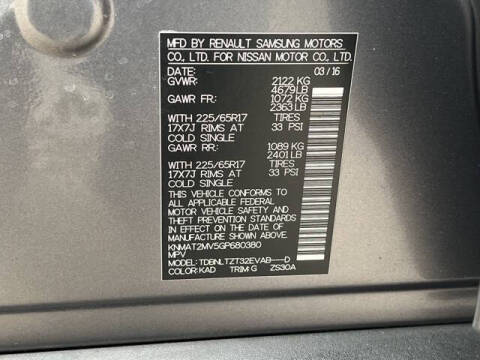 MFD BY RENAULT SAMSUNG MOTORS
CO., LTD. FOR NISSAN MOTOR CO., LTD.
DATE: 03/16
GVWR: 2122 KG
4679 LB
GAWR FR: 1072 KG
2363 LB
WITH 225/65R17 TIRES
17X7J RIMS AT 33 PSI
COLD SINGLE
GAWR RR: 1089 KG
2401 LB
WITH 225/65R17 TIRES
17X7J RIMS AT 33 PSI
COLD SINGLE
THIS VEHICLE CONFORMS TO
ALL APPLICABLE FEDERAL
MOTOR VEHICLE SAFETY AND
THEFT PREVENTION STANDARDS
IN EFFECT ON THE DATE OF
MANUFACTURE SHOWN ABOVE.
KNMAT2MV5GP680380
MPV
MODEL: TDBNLTZT32EVAB---D
COLOR: KAD TRIM: G ZS30A